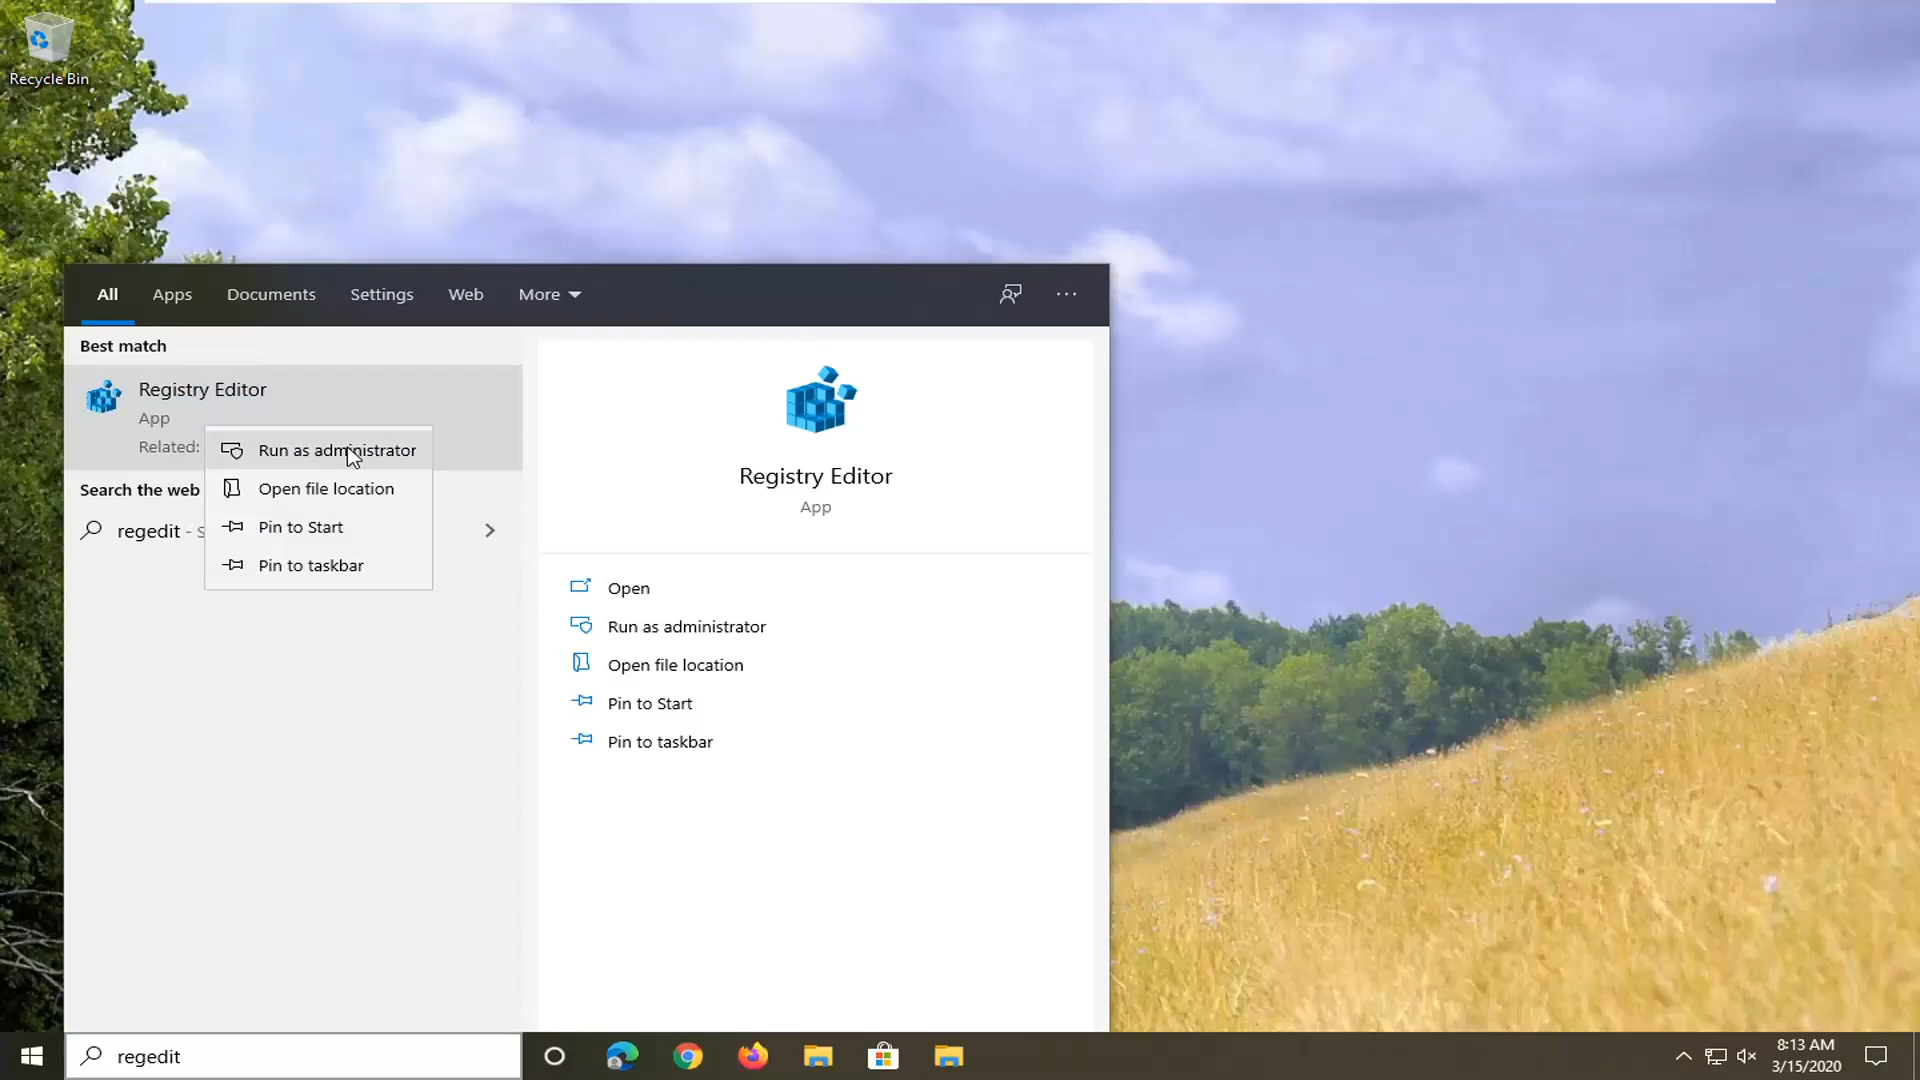 Recycle Bin
All Apps Documents Settings Web More
Best match
Registry Editor
App
Related:
Run as administrator
Open file location
Pin to Start
Pin to taskbar
Search the web
regedit -
Registry Editor
App
Open
Run as administrator
Open file location
Pin to Start
Pin to taskbar
regedit
8:13 AM
3/15/2020